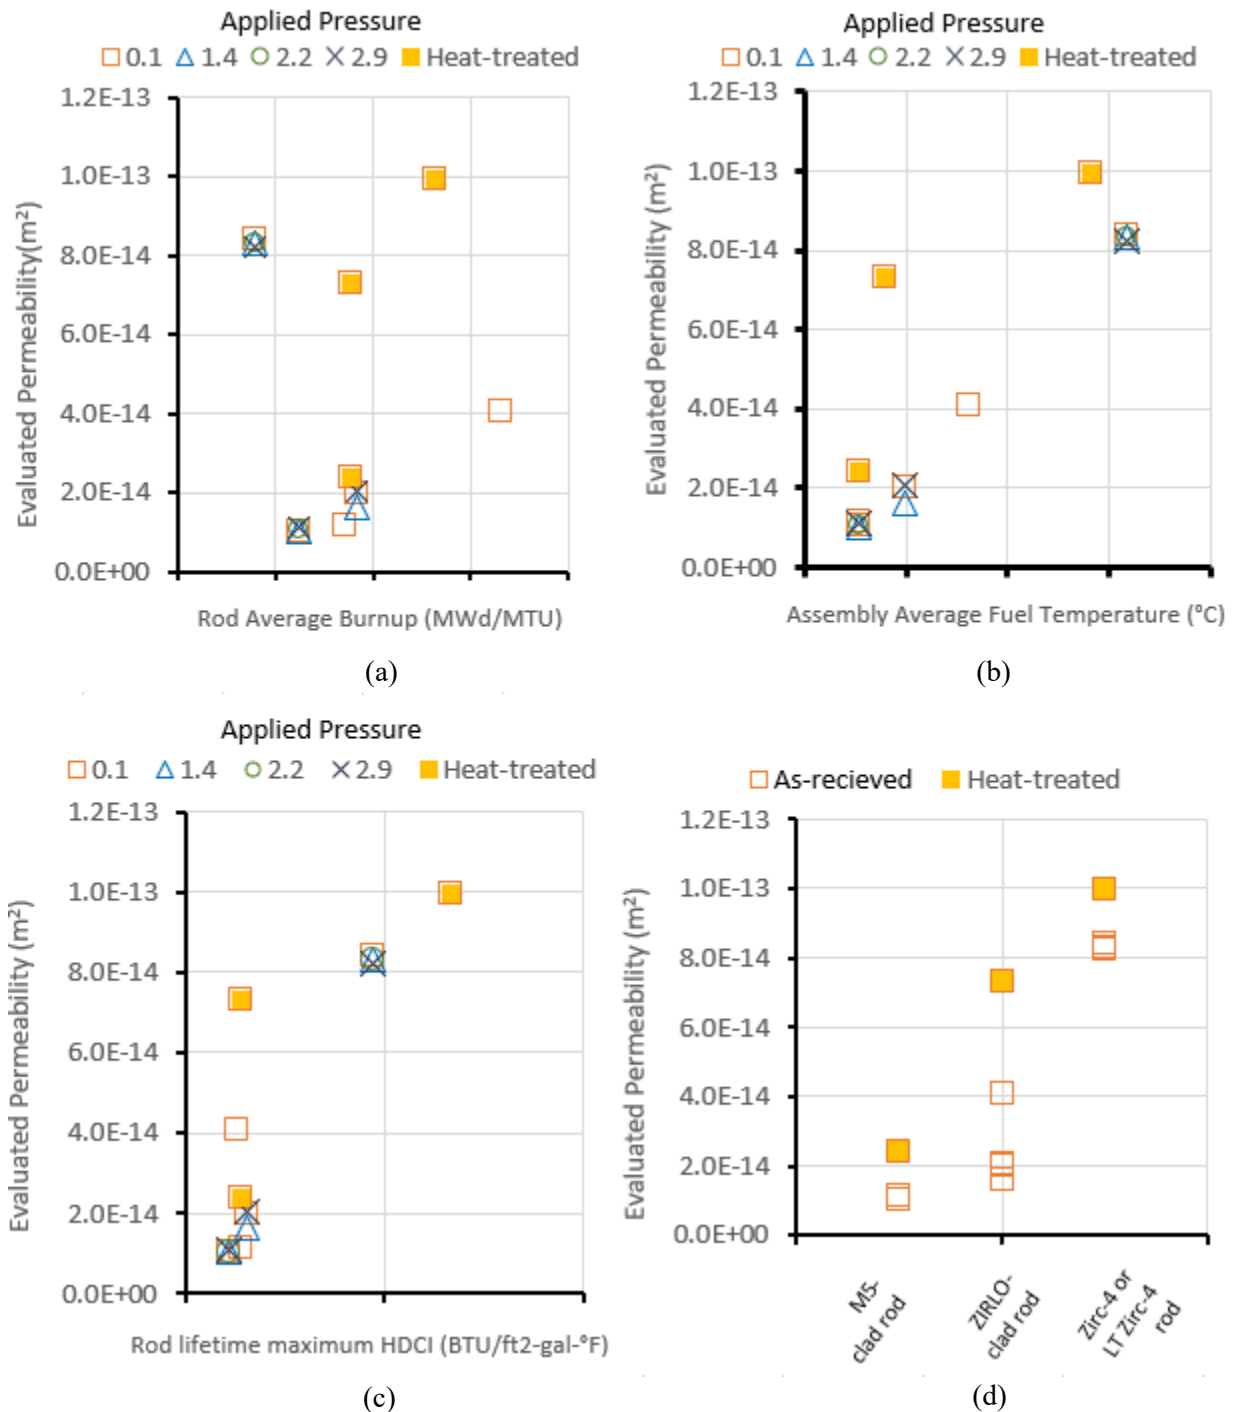 Applied Pressure
0.1 1.4 2.2 2.9 Heat-treated
1.2E-13
1.0E-13
8.0E-14
6.0E-14
4.0E-14
2.0E-14
0.0E+00
Evaluated Permeability(m²)
Rod Average Burnup (MWd/MTU)
(a)
Applied Pressure
0.1 1.4 2.2 2.9 Heat-treated
1.2E-13
1.0E-13
8.0E-14
6.0E-14
4.0E-14
2.0E-14
0.0E+00
Evaluated Permeability (m²)
Assembly Average Fuel Temperature (°C)
(b)
Applied Pressure
0.1 1.4 2.2 2.9 Heat-treated
1.2E-13
1.0E-13
8.0E-14
6.0E-14
4.0E-14
2.0E-14
0.0E+00
Evaluated Permeability (m²)
Rod lifetime maximum HDCI (BTU/ft2-gal-°F)
(c)
As-recieved Heat-treated
1.2E-13
1.0E-13
8.0E-14
6.0E-14
4.0E-14
2.0E-14
0.0E+00
Evaluated Permeability (m²)
M5-
clad rod
ZIRLO-
clad rod
Zirc-4 or
LT Zirc-4
rod
(d)